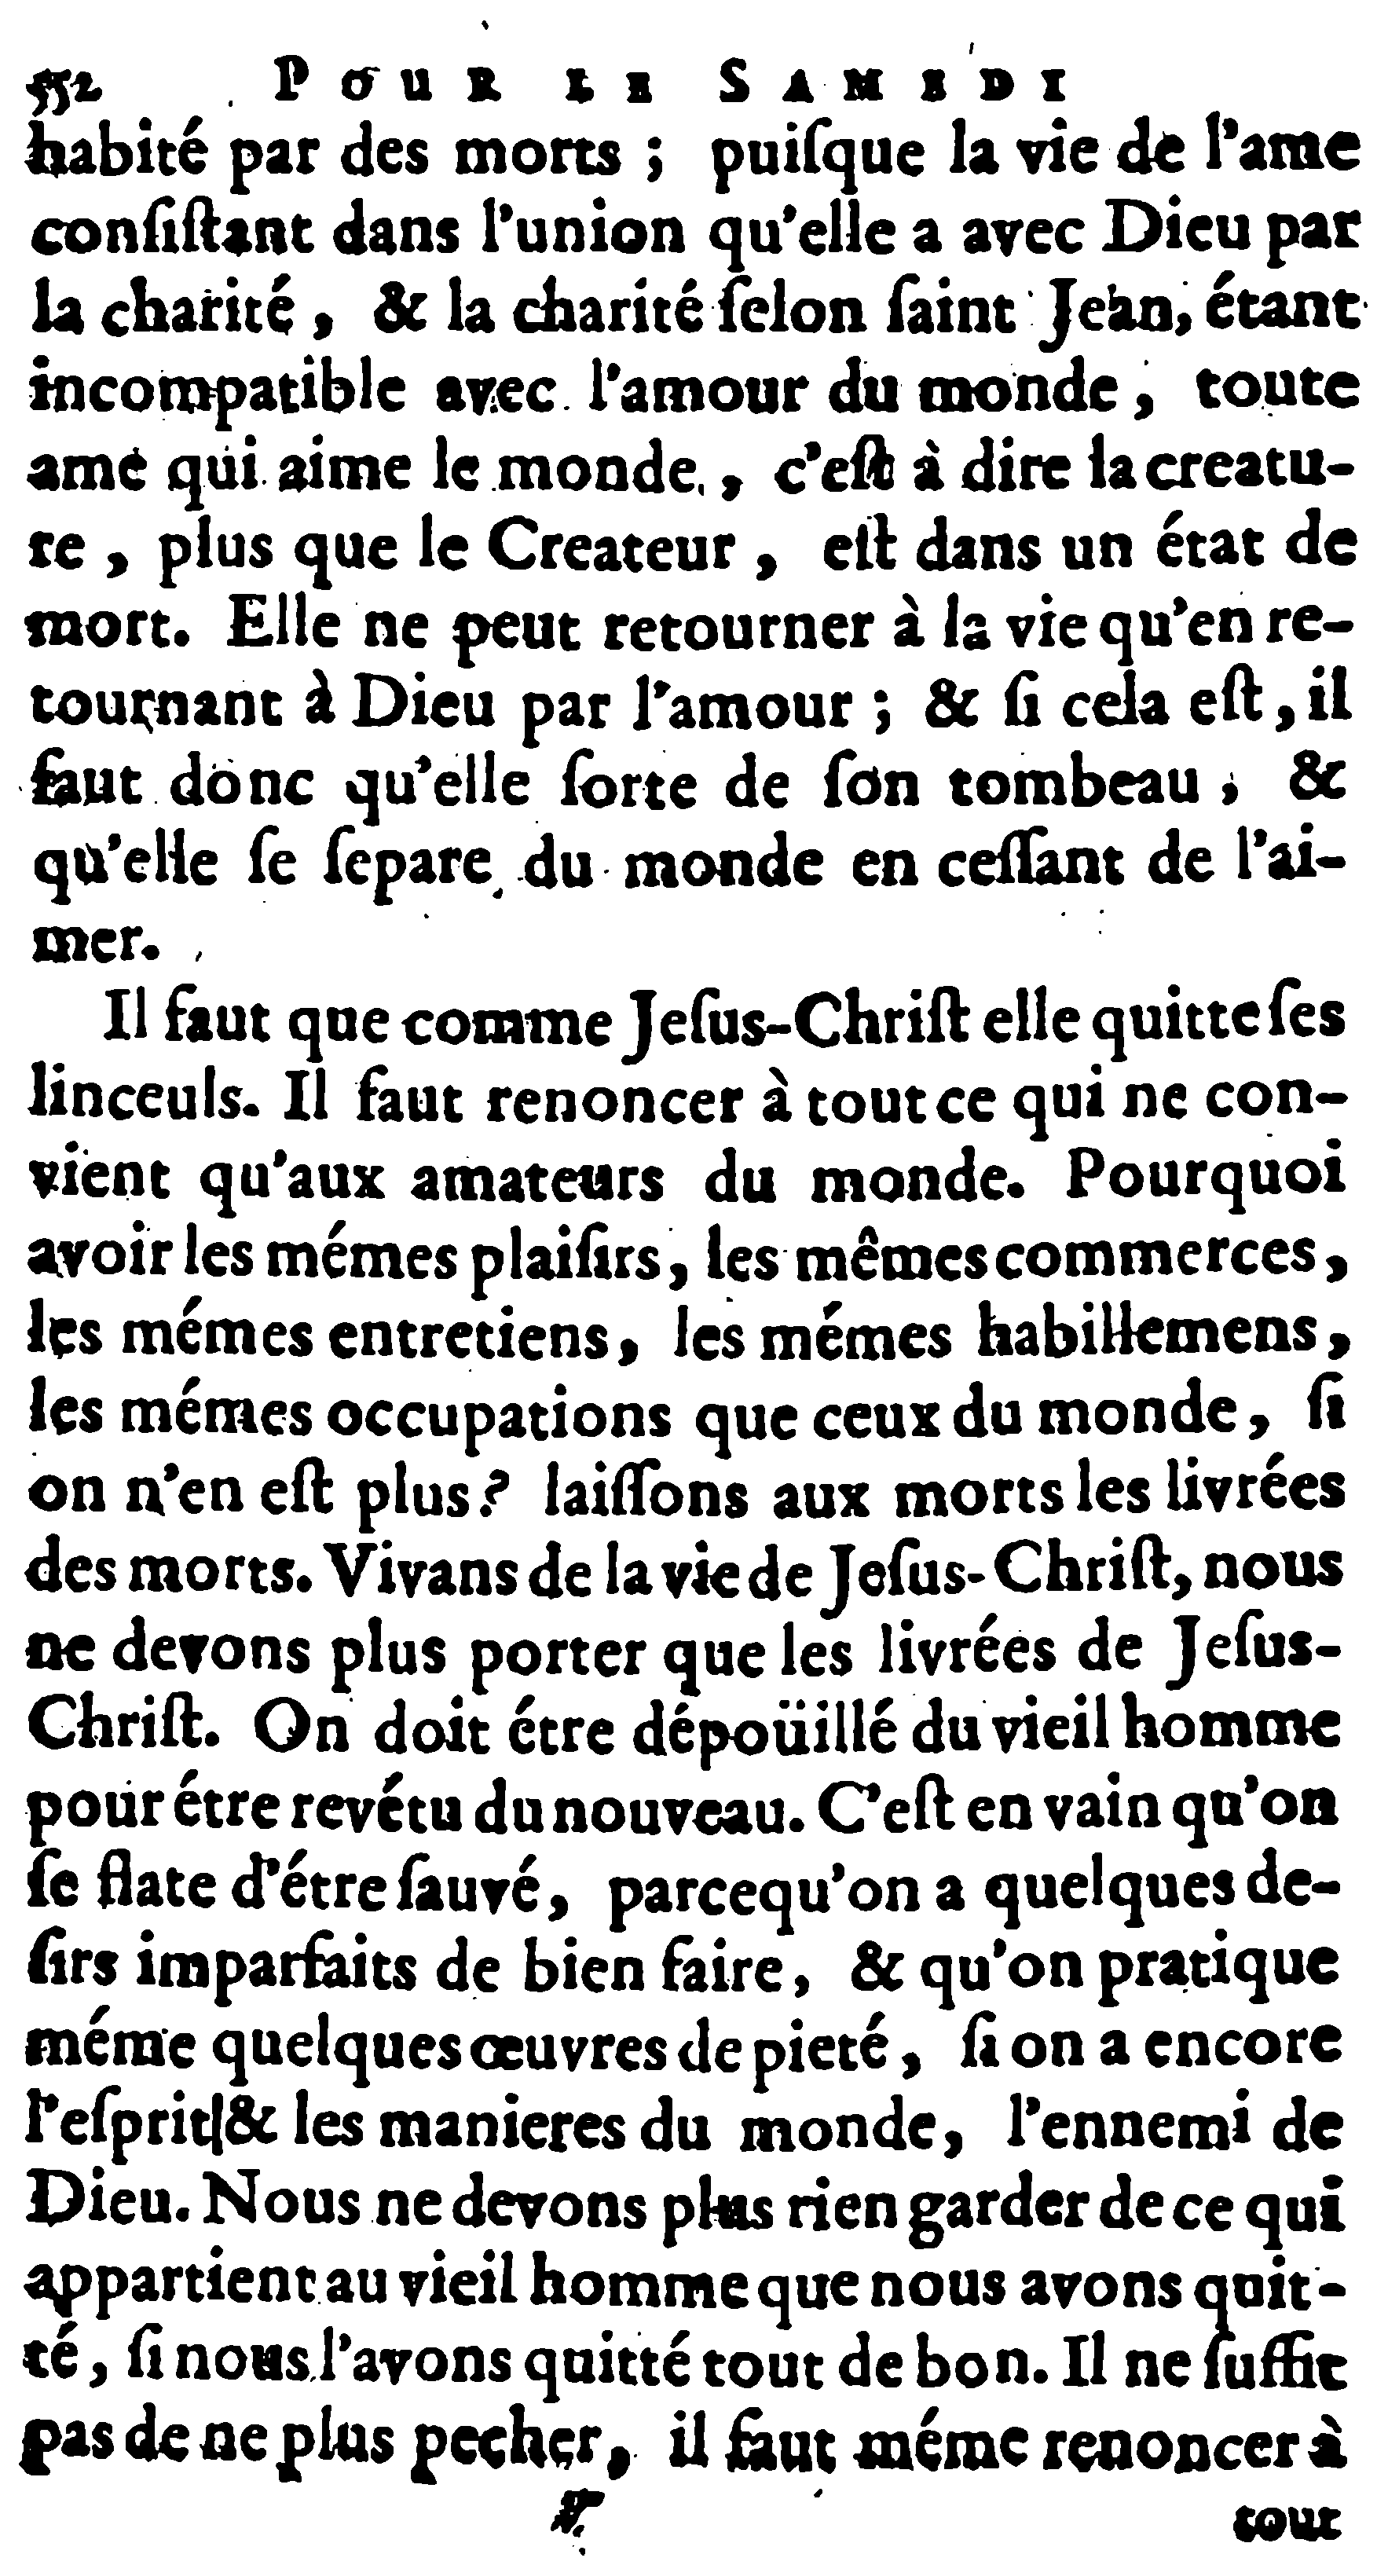 552 POUR LE SAMEDI
habité par des morts ; puiſque la vie de l'ame
conſiſtant dans l'union qu'elle a avec Dieu par
la charité, & la charité ſelon ſaint Jean, étant
incompatible avec l'amour du monde, toute
ame qui aime le monde, c'eſt à dire la creatu-
re, plus que le Createur, eſt dans un état de
mort. Elle ne peut retourner à la vie qu'en re-
tournant à Dieu par l'amour ; & ſi cela eſt, il
faut donc qu'elle ſorte de ſon tombeau, &
qu'elle ſe ſepare du monde en ceſſant de l'ai-
mer.
Il faut que comme Jeſus-Chriſt elle quitte ſes
linceuls. Il faut renoncer à tout ce qui ne con-
vient qu'aux amateurs du monde. Pourquoi
avoir les mémes plaiſirs, les mêmes commerces,
les mémes entretiens, les mémes habillemens,
les mémes occupations que ceux du monde, ſi
on n'en eſt plus? laiſſons aux morts les livrées
des morts. Vivans de la vie de Jeſus-Chriſt, nous
ne devons plus porter que les livrées de Jeſus-
Chriſt. On doit étre dépoüillé du vieil homme
pour étre revétu du nouveau. C'eſt en vain qu'on
ſe flate d'étre ſauvé, parcequ'on a quelques de-
ſirs imparfaits de bien faire, & qu'on pratique
méme quelques œuvres de pieté, ſi on a encore
l'eſprit & les manieres du monde, l'ennemi de
Dieu. Nous ne devons plus rien garder de ce qui
appartient au vieil homme que nous avons quit-
té, ſi nous l'avons quitté tout de bon. Il ne ſuffit
pas de ne plus pecher, il faut méme renoncer à
tout